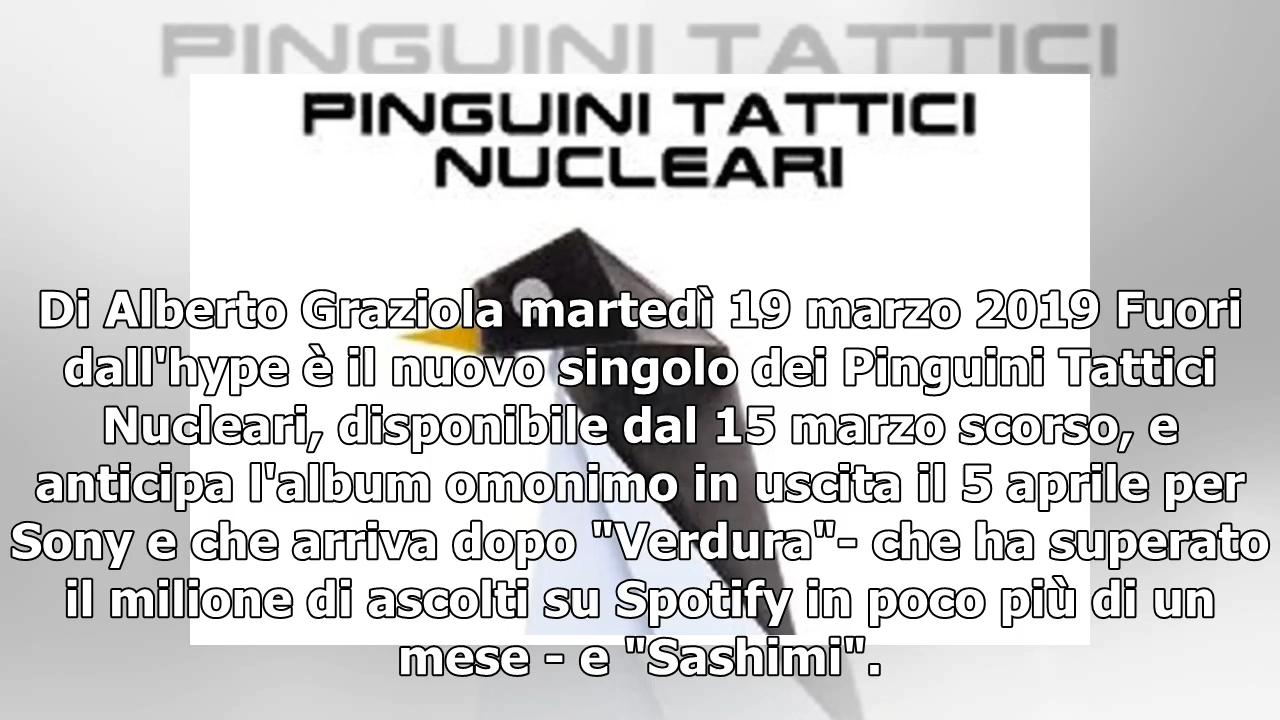 PINGUINI TATTICI
PINGUINI TATTICI
NUCLEARI
Di Alberto Graziola martedì 19 marzo 2019 Fuori
dall'hype è il nuovo singolo dei Pinguini Tattici
Nucleari, disponibile dal 15 marzo scorso, e
anticipa l'album omonimo in uscita il 5 aprile per
Sony e che arriva dopo "Verdura"- che ha superato
il milione di ascolti su Spotify in poco più di un
mese - e "Sashimi".